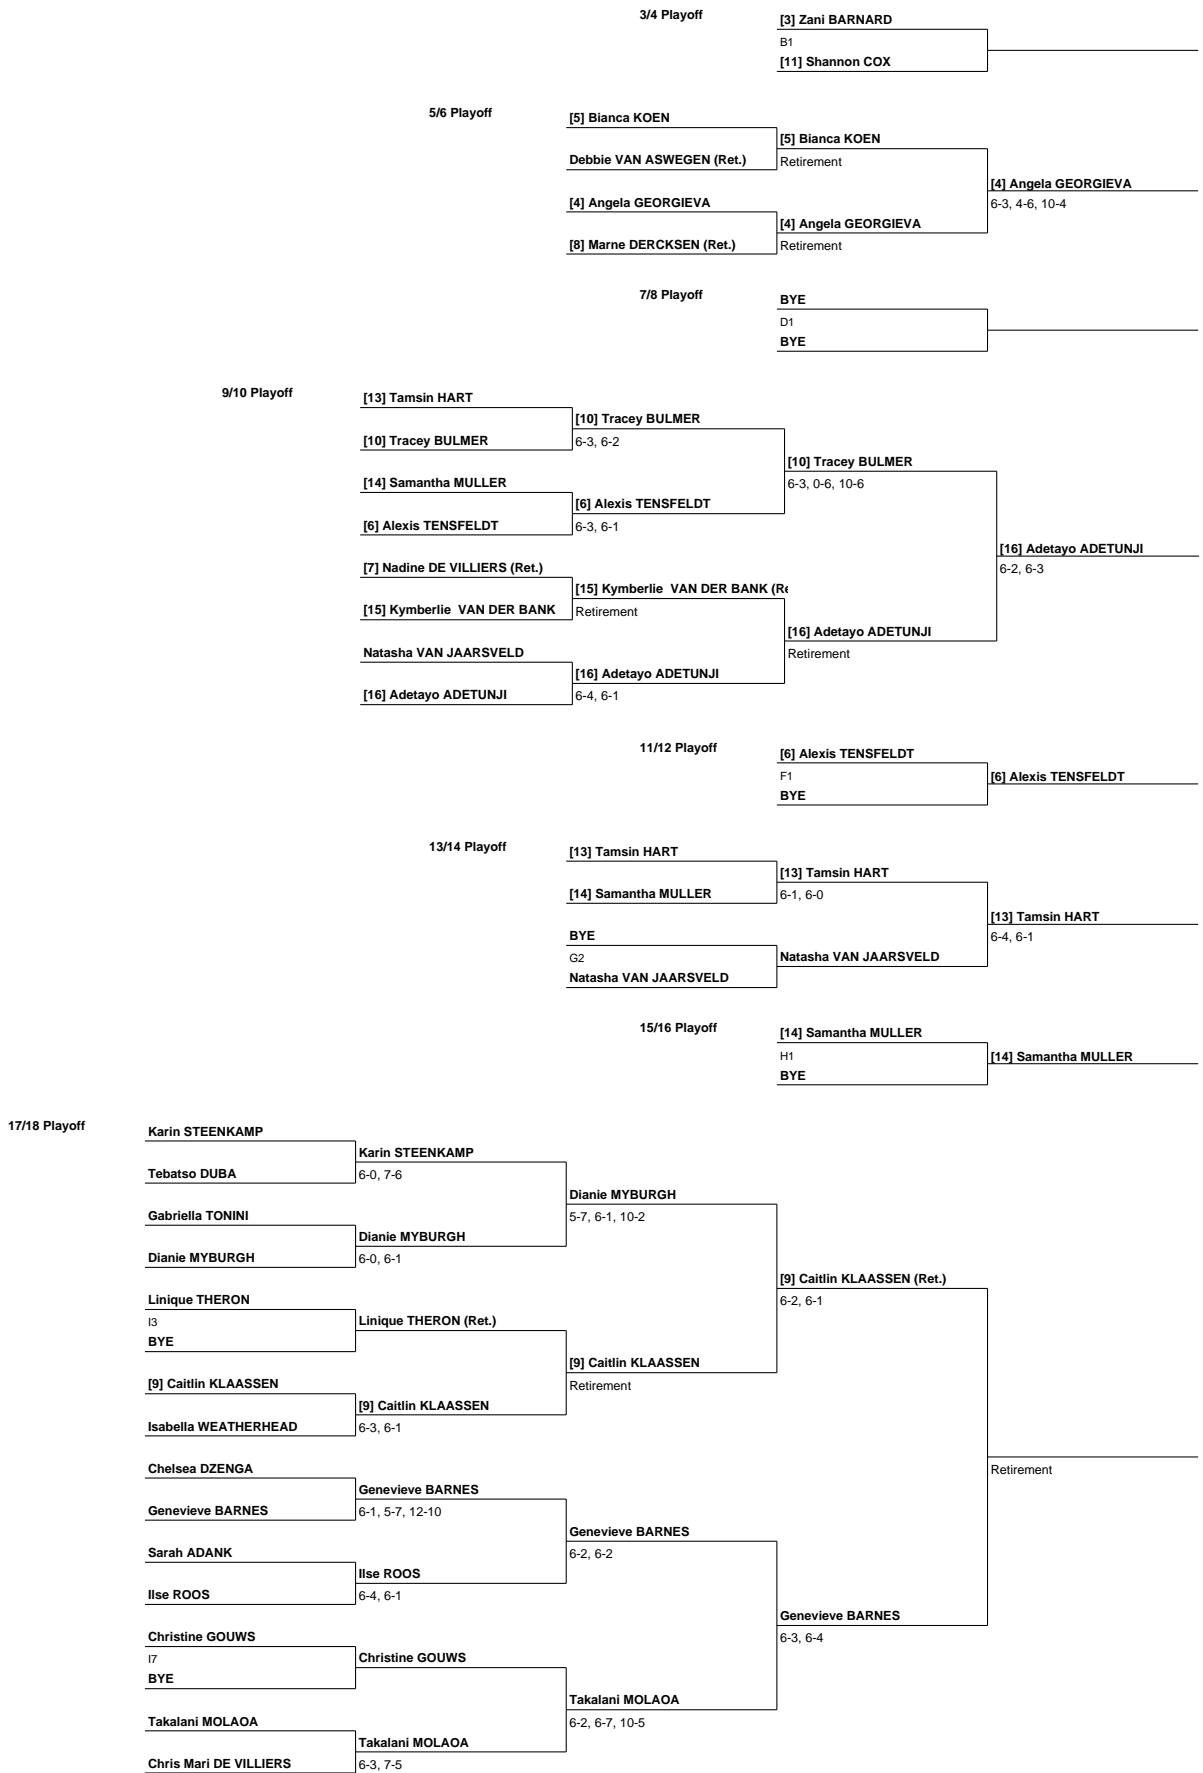 3/4 Playoff
[3] Zani BARNARD
B1
[11] Shannon COX
5/6 Playoff
[5] Bianca KOEN
[5] Bianca KOEN
Debbie VAN ASWEGEN (Ret.)
Retirement
[4] Angela GEORGIEVA
[4] Angela GEORGIEVA
6-3, 4-6, 10-4
[4] Angela GEORGIEVA
[8] Marne DERCKSEN (Ret.)
Retirement
7/8 Playoff
BYE
D1
BYE
9/10 Playoff
[13] Tamsin HART
[10] Tracey BULMER
[10] Tracey BULMER
6-3, 6-2
[10] Tracey BULMER
[14] Samantha MULLER
6-3, 0-6, 10-6
[6] Alexis TENSFELDT
[6] Alexis TENSFELDT
6-3, 6-1
[16] Adetayo ADETUNJI
[7] Nadine DE VILLIERS (Ret.)
6-2, 6-3
[15] Kymberlie VAN DER BANK (Re
[15] Kymberlie VAN DER BANK
Retirement
[16] Adetayo ADETUNJI
Natasha VAN JAARSVELD
Retirement
[16] Adetayo ADETUNJI
[16] Adetayo ADETUNJI
6-4, 6-1
11/12 Playoff
[6] Alexis TENSFELDT
F1
[6] Alexis TENSFELDT
BYE
13/14 Playoff
[13] Tamsin HART
[13] Tamsin HART
[14] Samantha MULLER
6-1, 6-0
[13] Tamsin HART
BYE
6-4, 6-1
G2
Natasha VAN JAARSVELD
Natasha VAN JAARSVELD
15/16 Playoff
[14] Samantha MULLER
H1
[14] Samantha MULLER
BYE
17/18 Playoff
Karin STEENKAMP
Karin STEENKAMP
Tebatso DUBA
6-0, 7-6
Dianie MYBURGH
Gabriella TONINI
5-7, 6-1, 10-2
Dianie MYBURGH
Dianie MYBURGH
6-0, 6-1
[9] Caitlin KLAASSEN (Ret.)
Linique THERON
6-2, 6-1
I3
Linique THERON (Ret.)
BYE
[9] Caitlin KLAASSEN
[9] Caitlin KLAASSEN
Retirement
[9] Caitlin KLAASSEN
Isabella WEATHERHEAD
6-3, 6-1
Chelsea DZENGA
Retirement
Genevieve BARNES
Genevieve BARNES
6-1, 5-7, 12-10
Genevieve BARNES
Sarah ADANK
6-2, 6-2
Ilse ROOS
Ilse ROOS
6-4, 6-1
Genevieve BARNES
Christine GOUWS
6-3, 6-4
I7
Christine GOUWS
BYE
Takalani MOLAOA
Takalani MOLAOA
6-2, 6-7, 10-5
Takalani MOLAOA
Chris Mari DE VILLIERS
6-3, 7-5